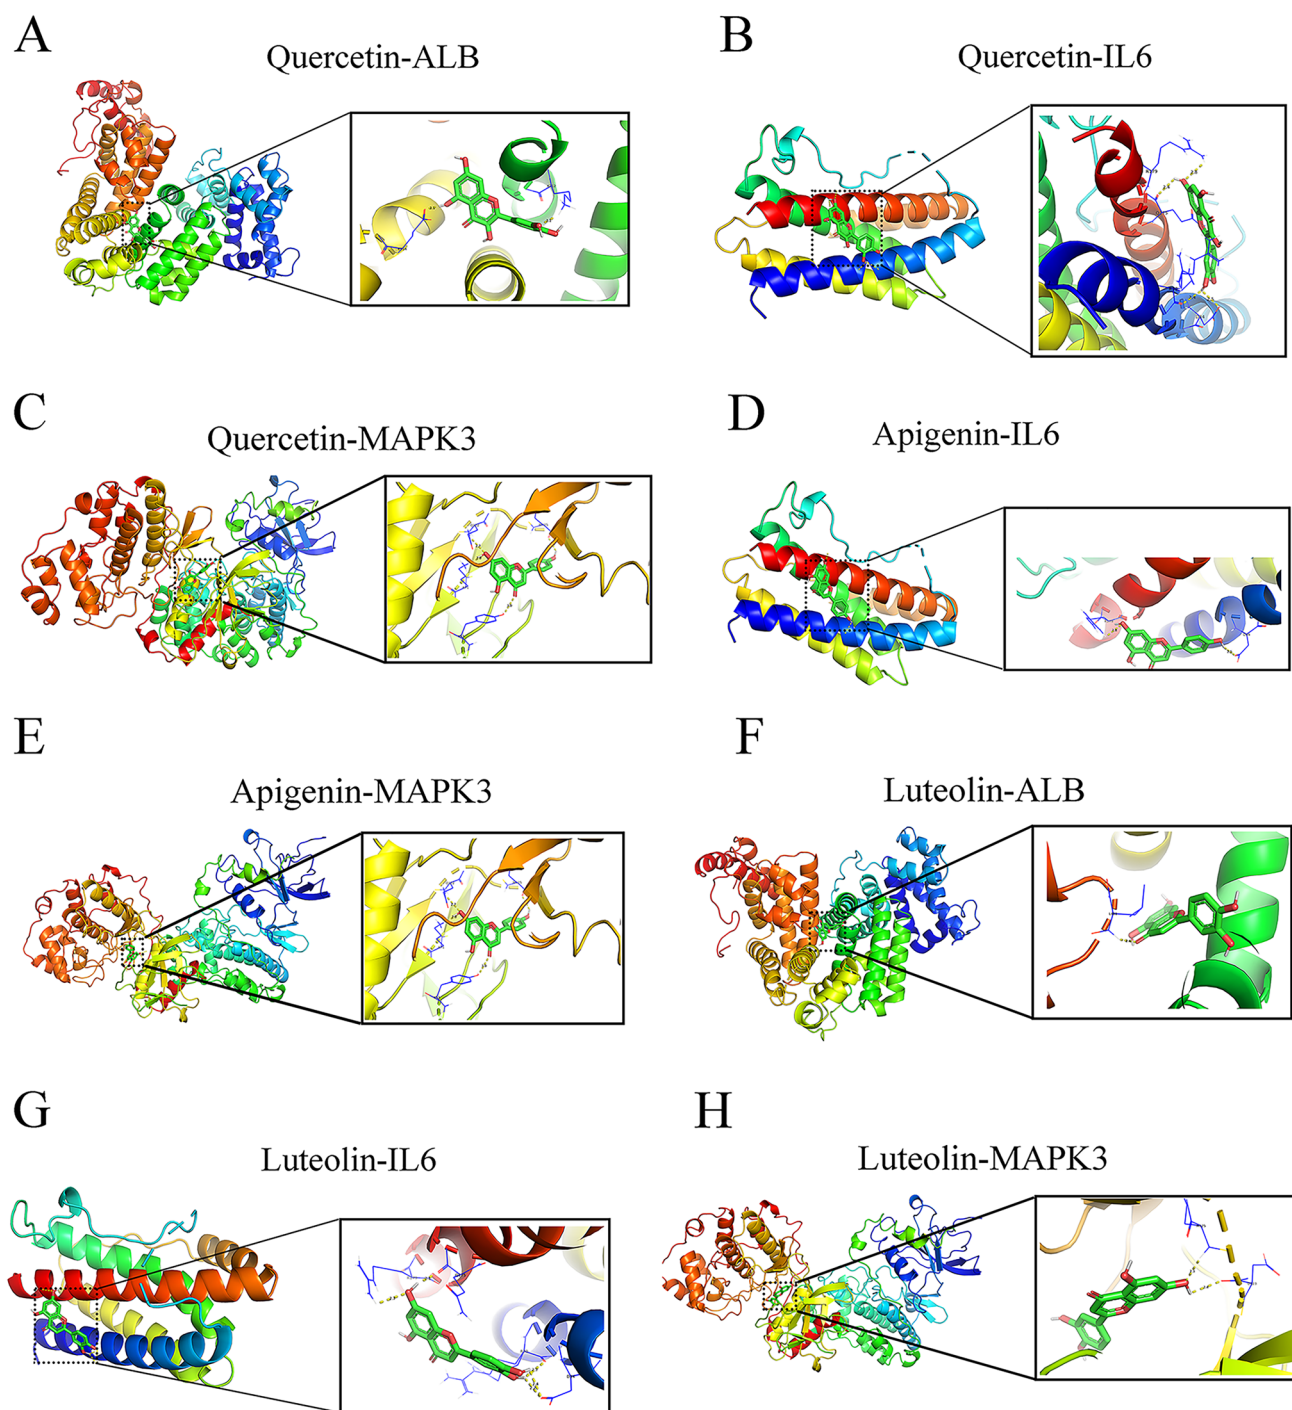 A
Quercetin-ALB
B
Quercetin-IL6
C
Quercetin-MAPK3
D
Apigenin-IL6
E
Apigenin-MAPK3
F
Luteolin-ALB
G
Luteolin-IL6
H
Luteolin-MAPK3